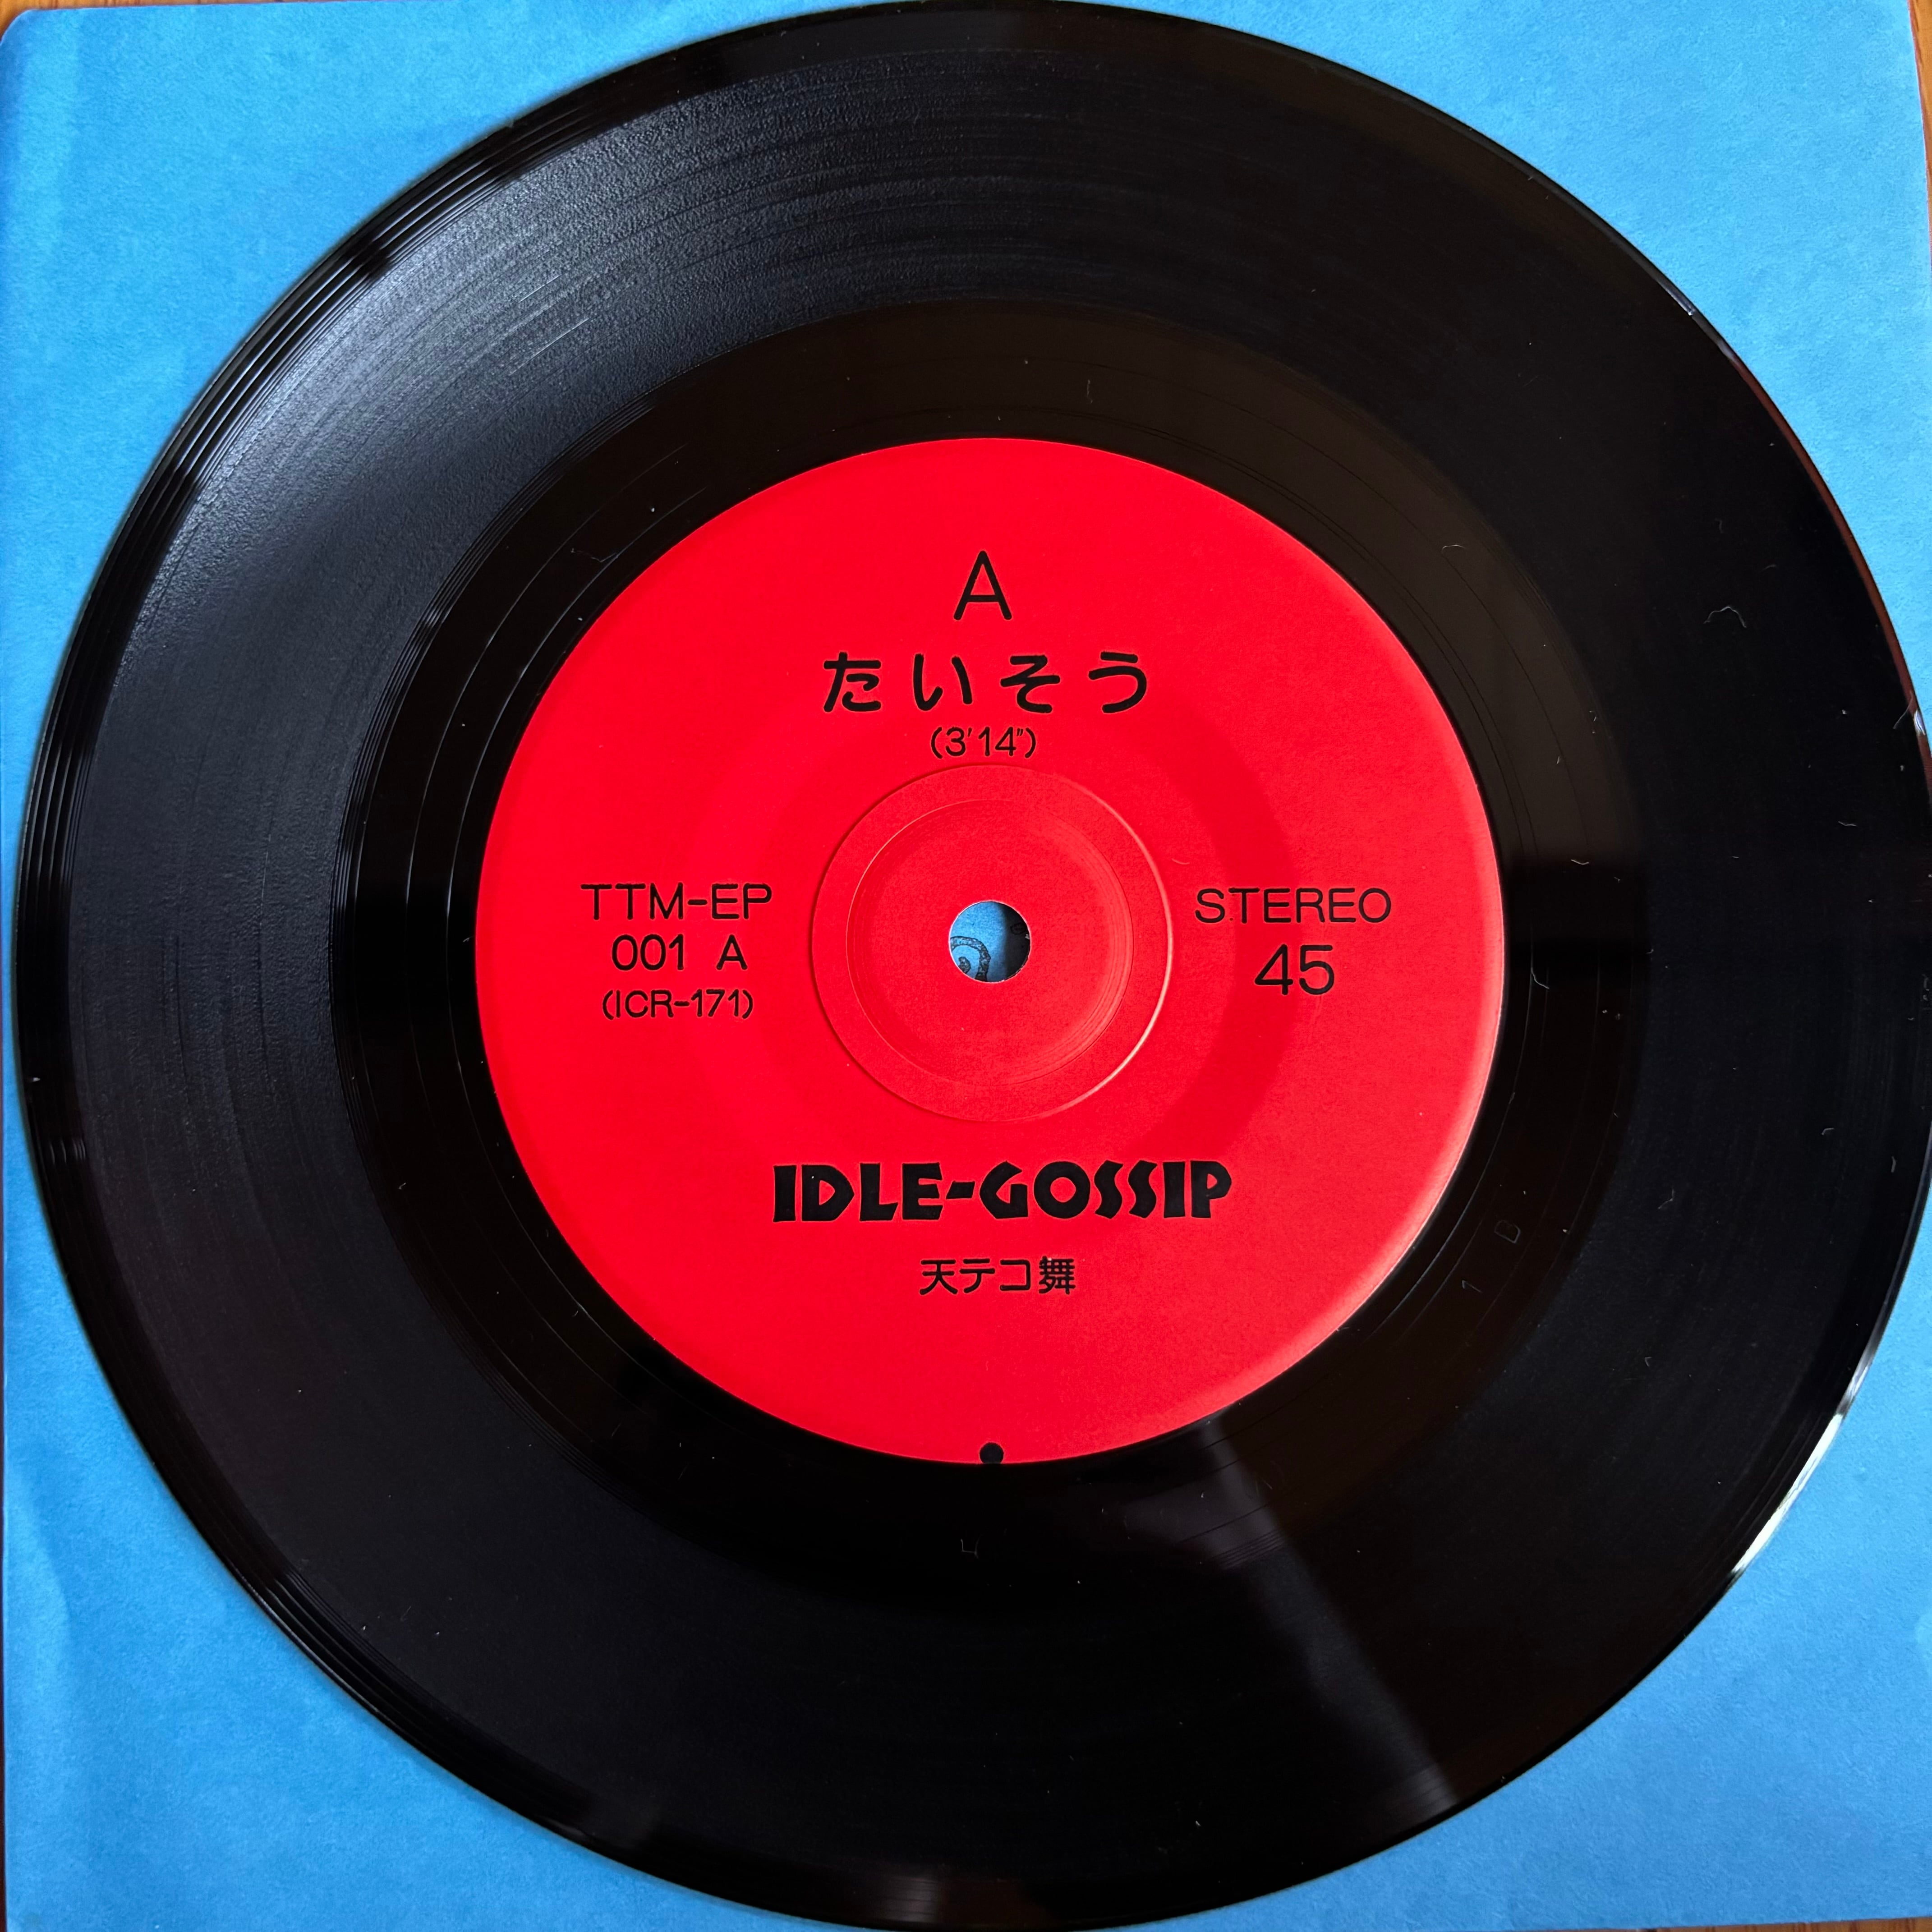 A
たいそう
(3'14")
TTM-EP
001 A
(ICR-171)
STEREO
45
IDLE-GOSSIP
天テコ舞
1 D